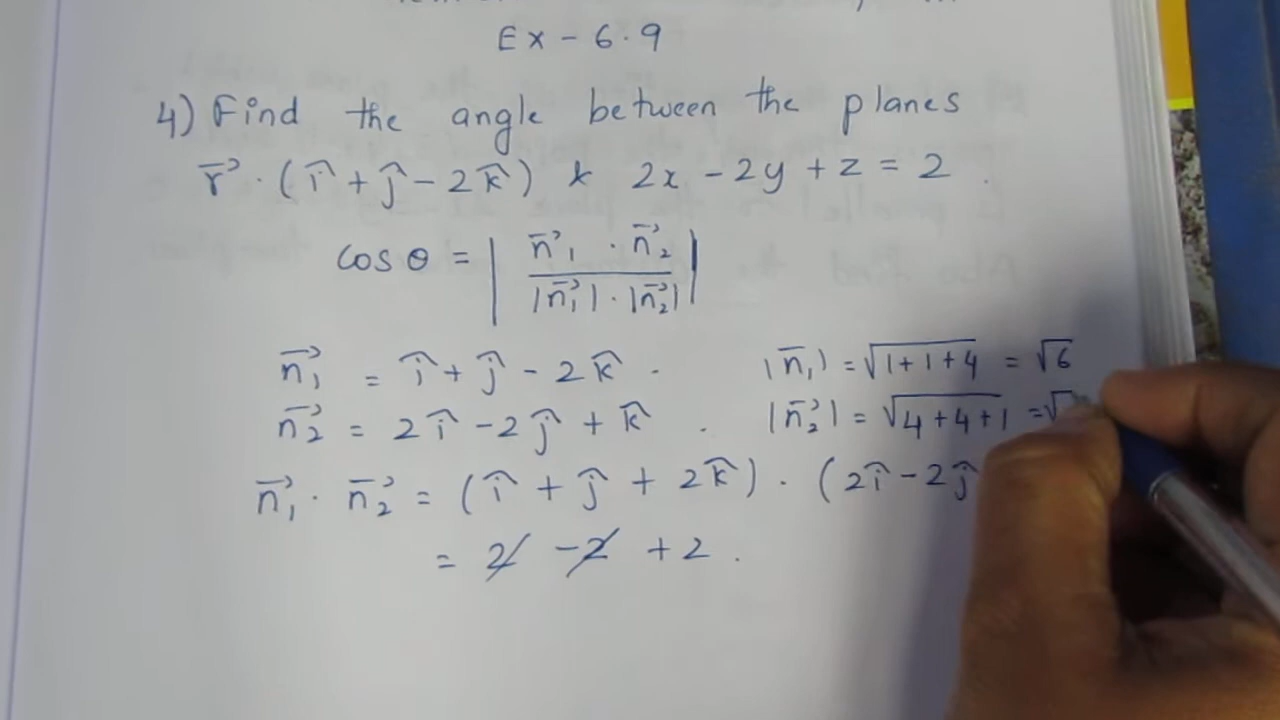 Ex - 6.9
4) Find the angle between the planes
r⃗ · (î + ĵ - 2k̂) & 2x - 2y + z = 2 .
cos θ = | n⃗₁ · n⃗₂ / |n⃗₁| · |n⃗₂| |
n⃗₁ = î + ĵ - 2k̂ . |n⃗₁| = √1+1+4 = √6
n⃗₂ = 2î - 2ĵ + k̂ . |n⃗₂| = √4+4+1 = √
n⃗₁ · n⃗₂ = (î + ĵ + 2k̂) · (2î - 2ĵ
= 2 - 2 + 2 .